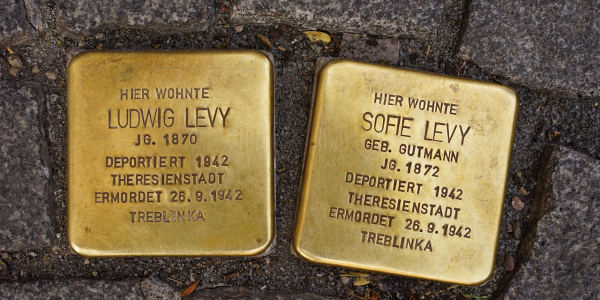 HIER WOHNTE
LUDWIG LEVY
JG. 1870
DEPORTIERT 1942
THERESIENSTADT
ERMORDET 26.9.1942
TREBLINKA
HIER WOHNTE
SOFIE LEVY
GEB. GUTMANN
JG. 1872
DEPORTIERT 1942
THERESIENSTADT
ERMORDET 26.9.1942
TREBLINKA